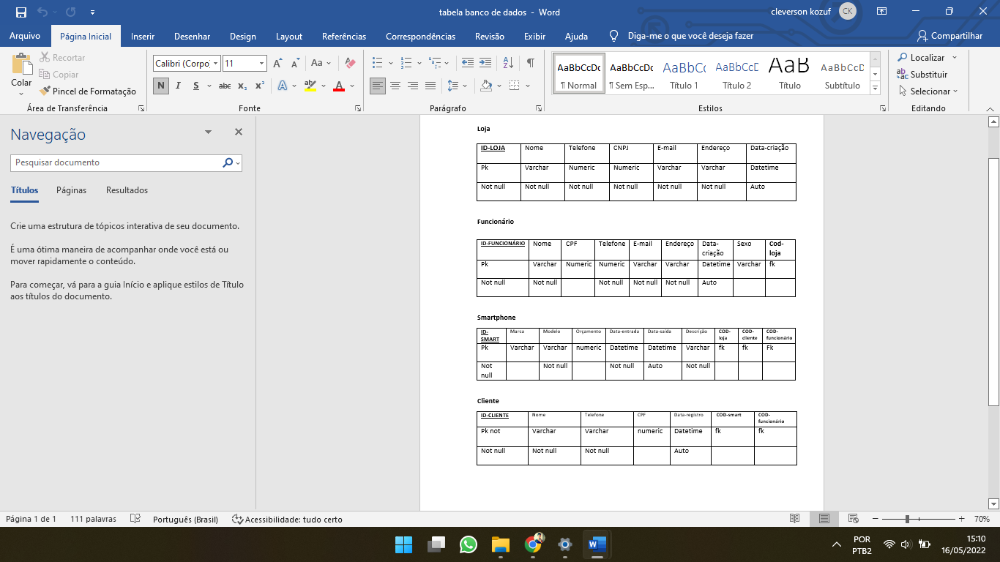 tabela banco de dados - Word
cleverson kozuf
CK
Arquivo Página Inicial Inserir Desenhar Design Layout Referências Correspondências Revisão Exibir Ajuda Diga-me o que você deseja fazer Compartilhar
Colar
Recortar
Copiar
Pincel de Formatação
Área de Transferência
Calibri (Corpo) 11
N I S abc x₂ x²
Fonte
Parágrafo
AaBbCcDc AaBbCcDc AaBbCc AaBbCcD AaB AaBbCcD
¶ Normal ¶ Sem Esp... Título 1 Título 2 Título Subtítulo
Estilos
Localizar
Substituir
Selecionar
Editando
Navegação
Pesquisar documento
Títulos Páginas Resultados
Crie uma estrutura de tópicos interativa de seu documento.
É uma ótima maneira de acompanhar onde você está ou
mover rapidamente o conteúdo.
Para começar, vá para a guia Início e aplique estilos de Título
aos títulos do documento.
Loja
ID-LOJA Nome Telefone CNPJ E-mail Endereço Data-criação
Pk Varchar Numeric Numeric Varchar Varchar Datetime
Not null Not null Not null Not null Not null Not null Auto
Funcionário
ID-FUNCIONÁRIO Nome CPF Telefone E-mail Endereço Data-
criação Sexo Cod-
loja
Pk Varchar Numeric Numeric Varchar Varchar Datetime Varchar fk
Not null Not null Not null Not null Not null Auto
Smartphone
ID-
SMART Marca Modelo Orçamento Data-entrada Data-saída Descrição COD-
loja COD-
cliente COD-
funcionário
Pk Varchar Varchar numeric Datetime Datetime Varchar fk fk Fk
Not
null Not null Not null Auto Not null
Cliente
ID-CLIENTE Nome Telefone CPF Data-registro COD-smart COD-
funcionário
Pk not Varchar Varchar numeric Datetime fk fk
Not null Not null Not null Auto
Página 1 de 1 111 palavras Português (Brasil) Acessibilidade: tudo certo 70%
POR
PTB2
15:10
16/05/2022